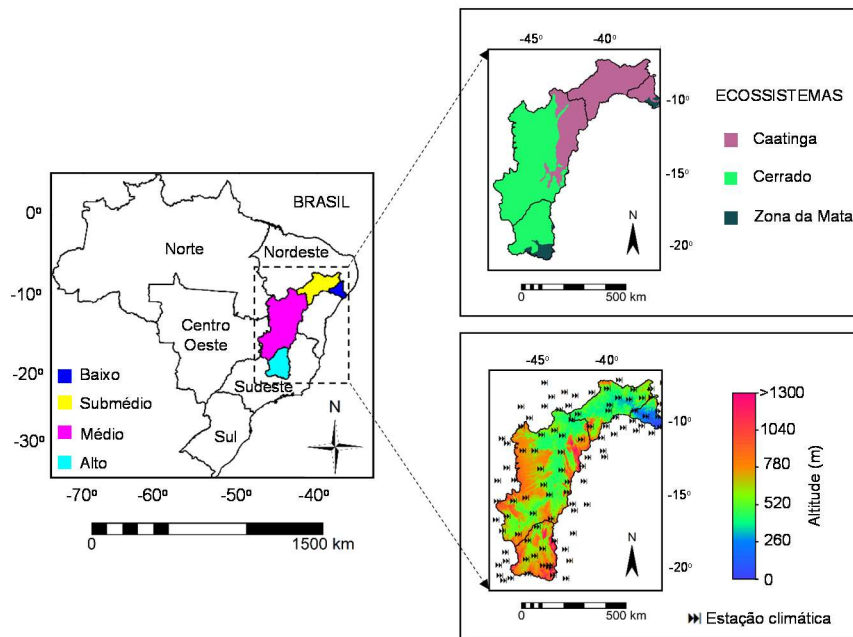 BRASIL
0º
-10º
-20º
-30º
-70º
-60º
-50º
-40º
Norte
Nordeste
Centro
Oeste
Sudeste
Sul
N
Baixo
Submédio
Médio
Alto
0
1500 km
-45º
-40º
-10º
-15º
-20º
N
0
500 km
ECOSSISTEMAS
Caatinga
Cerrado
Zona da Mata
-45º
-40º
-10º
-15º
-20º
N
0
500 km
>1300
1040
780
520
260
0
Altitude (m)
Estação climática